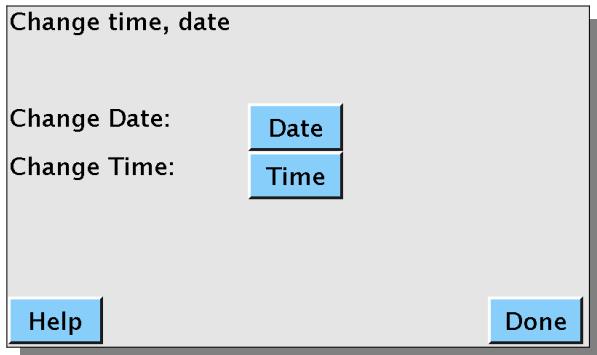 Change time, date
Change Date: Date
Change Time: Time
Help Done